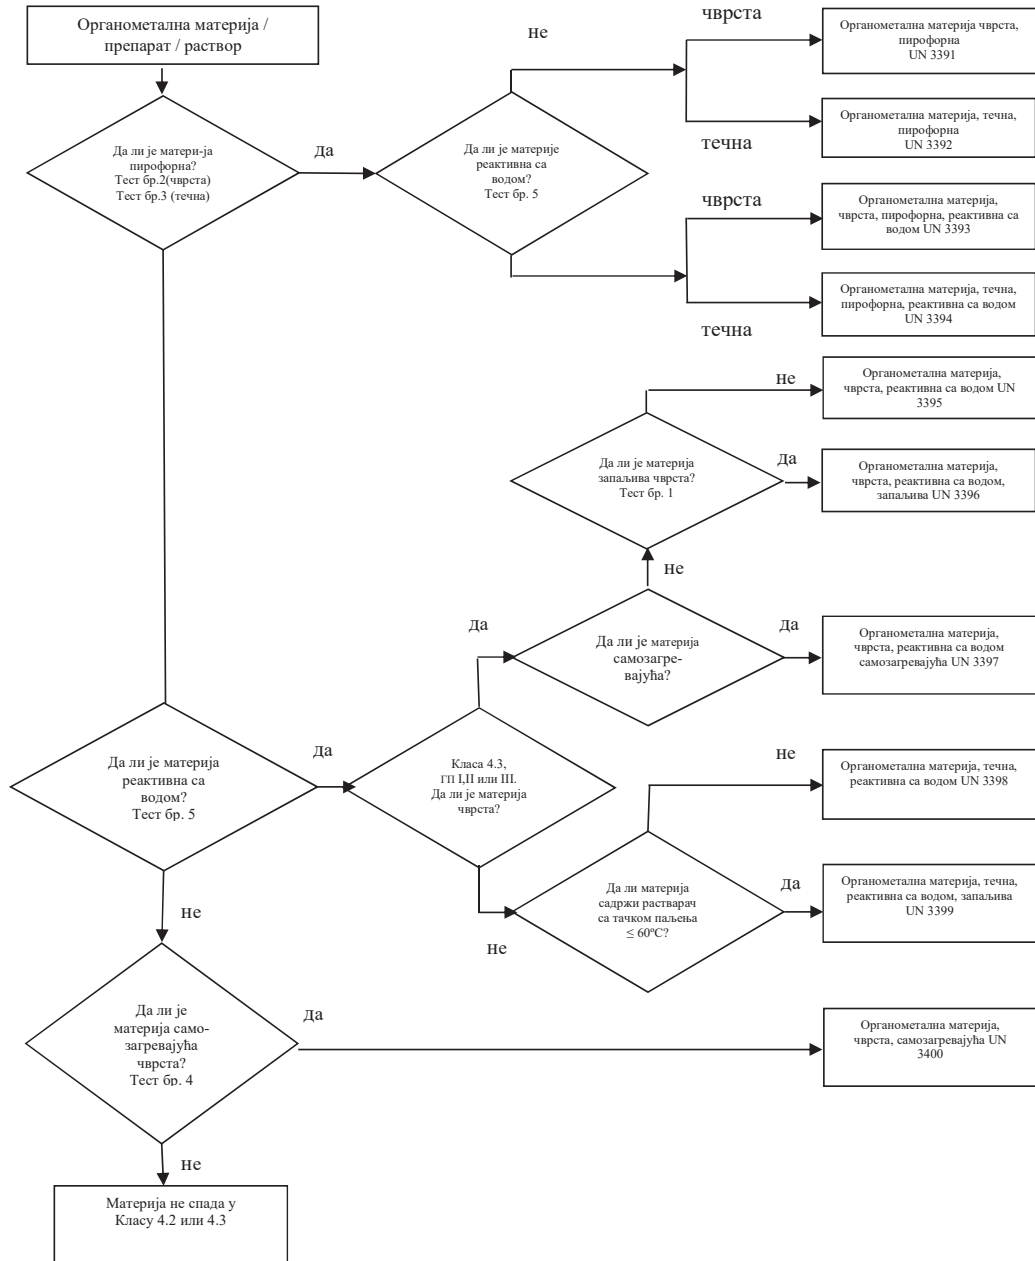 Органометална материја /
препарат / раствор
не
чврста
Органометална материја чврста,
пирофорна
UN 3391
Да ли је матери-ја
пирофорна?
Тест бр.2(чврста)
Тест бр.3 (течна)
да
Да ли је материје
реактивна са
водом?
Тест бр. 5
течна
Органометална материја, течна,
пирофорна
UN 3392
чврста
Органометална материја,
чврста, пирофорна, реактивна са
водом UN 3393
течна
Органометална материја, течна,
пирофорна, реактивна са водом
UN 3394
не
Органометална материја,
чврста, реактивна са водом UN
3395
Да ли је материја
запаљива чврста?
Тест бр. 1
да
Органометална материја,
чврста, реактивна са водом,
запаљива UN 3396
не
да
Да ли је материја
самозагре-
вајућа?
да
Органометална материја,
чврста, реактивна са водом
самозагревајућа UN 3397
Да ли је материја
реактивна са
водом?
Тест бр. 5
да
Класа 4.3,
ГП I,II или III.
Да ли је материја
чврста?
не
Органометална материја, течна,
реактивна са водом UN 3398
не
Да ли материја
садржи растварач
са тачком паљења
≤ 60ºC?
да
Органометална материја, течна,
реактивна са водом, запаљива
UN 3399
не
Да ли је
материја само-
загревајућа
чврста?
Тест бр. 4
да
Органометална материја,
чврста, самозагревајућа UN
3400
не
Материја не спада у
Класу 4.2 или 4.3